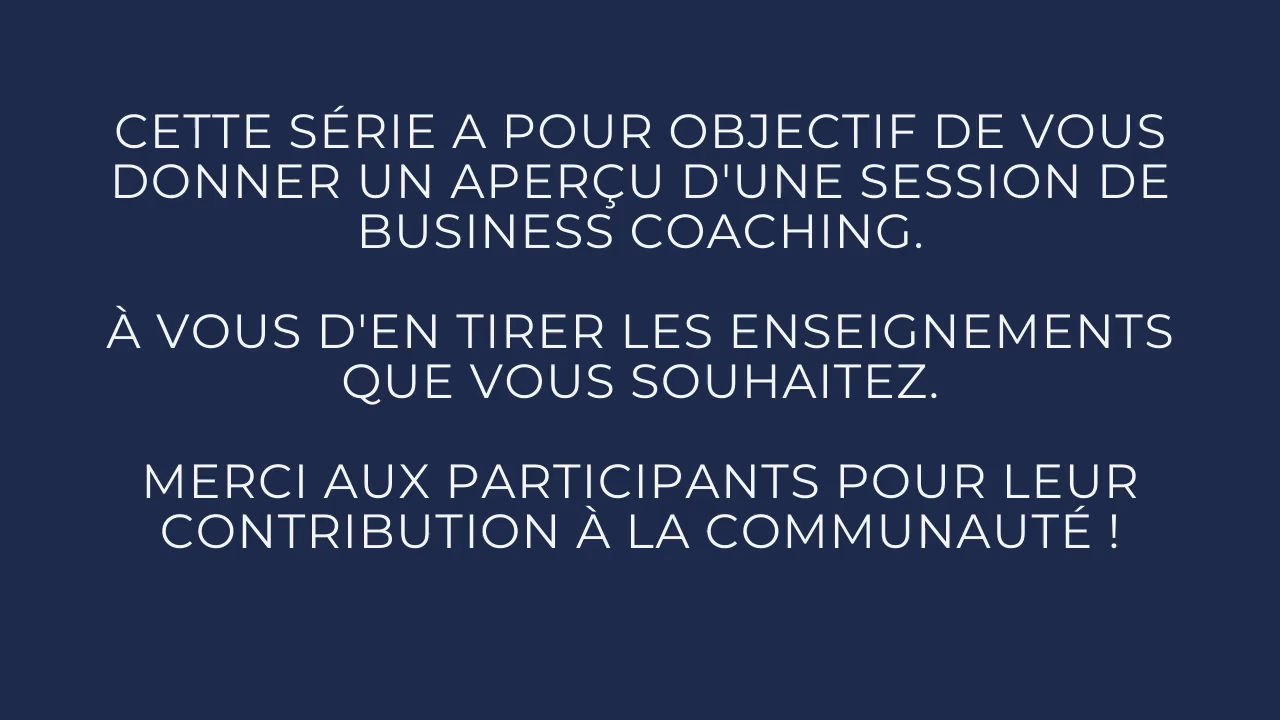 CETTE SÉRIE A POUR OBJECTIF DE VOUS
DONNER UN APERÇU D'UNE SESSION DE
BUSINESS COACHING.
À VOUS D'EN TIRER LES ENSEIGNEMENTS
QUE VOUS SOUHAITEZ.
MERCI AUX PARTICIPANTS POUR LEUR
CONTRIBUTION À LA COMMUNAUTÉ !